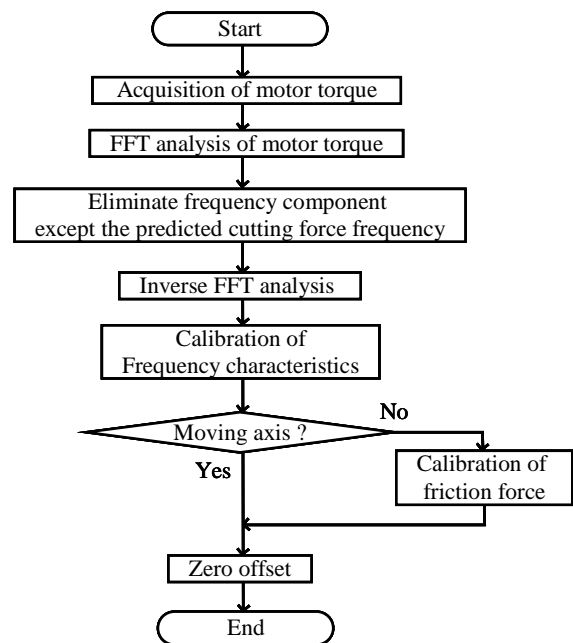 Start
Acquisition of motor torque
FFT analysis of motor torque
Eliminate frequency component
except the predicted cutting force frequency
Inverse FFT analysis
Calibration of
Frequency characteristics
Moving axis ?
No
Yes
Calibration of
friction force
Zero offset
End